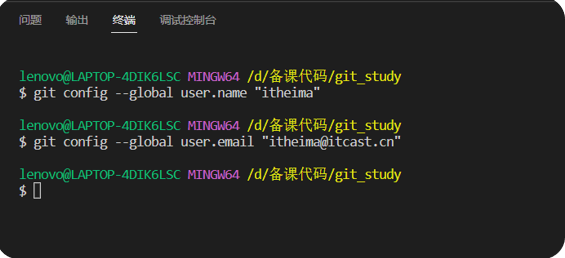 问题 输出 终端 调试控制台
lenovo@LAPTOP-4DIK6LSC MINGW64 /d/备课代码/git_study
$ git config --global user.name "itheima"
lenovo@LAPTOP-4DIK6LSC MINGW64 /d/备课代码/git_study
$ git config --global user.email "itheima@itcast.cn"
lenovo@LAPTOP-4DIK6LSC MINGW64 /d/备课代码/git_study
$